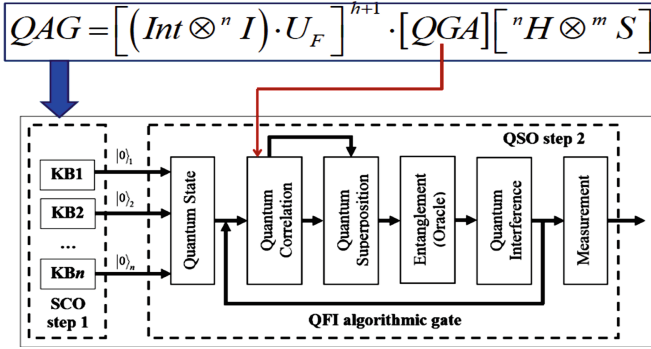 QAG = [(Int ⊗ ⁿ I) · U_F]^{h+1} · [QGA][ⁿH ⊗ ᵐ S]
QSO step 2
KB1
|0⟩₁
KB2
|0⟩₂
...
KBn
|0⟩ₙ
SCO
step 1
Quantum State
Quantum
Correlation
Quantum
Superposition
Entanglement
(Oracle)
Quantum
Interference
Measurement
QFI algorithmic gate